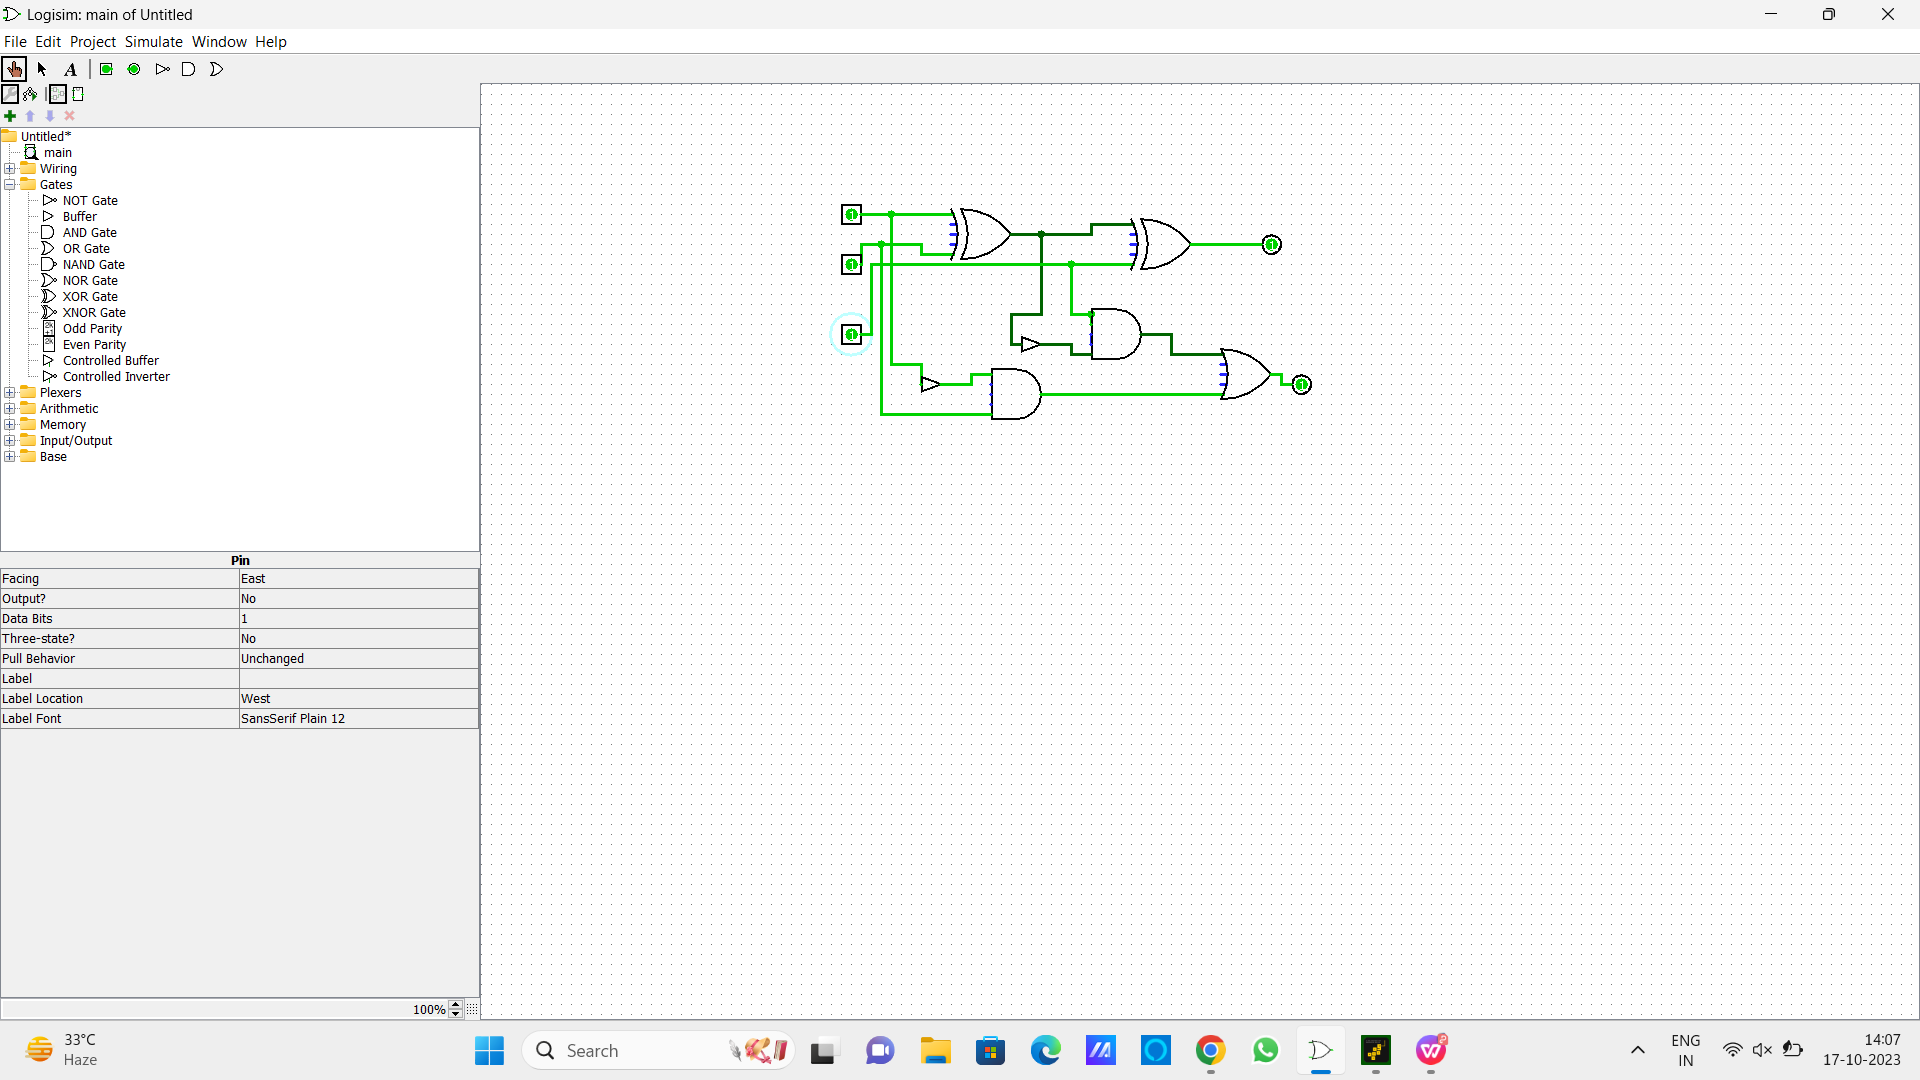 Logisim: main of Untitled
File Edit Project Simulate Window Help
A
Untitled*
main
Wiring
Gates
NOT Gate
Buffer
AND Gate
OR Gate
NAND Gate
NOR Gate
XOR Gate
XNOR Gate
Odd Parity
Even Parity
Controlled Buffer
Controlled Inverter
Plexers
Arithmetic
Memory
Input/Output
Base
1
1
1
1
1
Pin
Facing East
Output? No
Data Bits 1
Three-state? No
Pull Behavior Unchanged
Label
Label Location West
Label Font SansSerif Plain 12
100%
33°C
Haze
Search
ENG
IN
14:07
17-10-2023